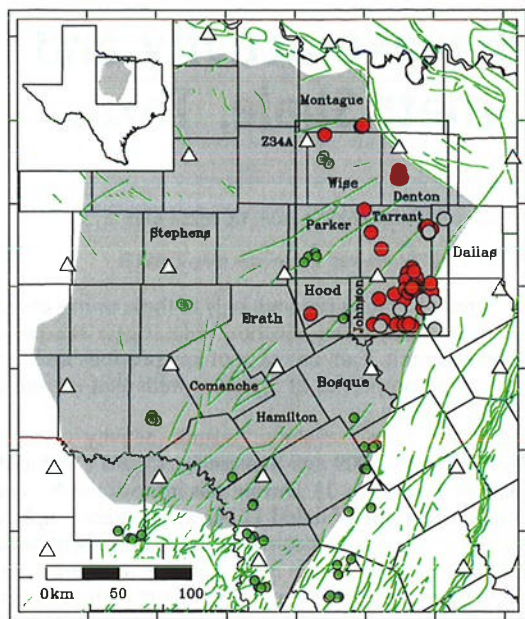 Montague
Z34A
Wise
Denton
Parker
Tarrant
Stephens
Dallas
Hood
Johnson
Erath
Comanche
Bosque
Hamilton
0km 50 100